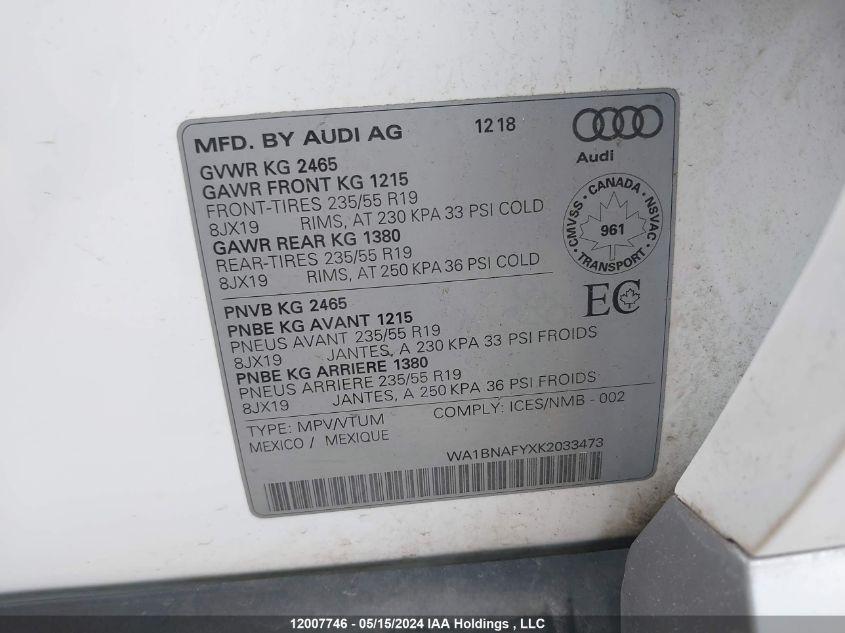 MFD. BY AUDI AG 1218
Audi
GVWR KG 2465
GAWR FRONT KG 1215
FRONT-TIRES 235/55 R19
8JX19 RIMS, AT 230 KPA 33 PSI COLD
GAWR REAR KG 1380
REAR-TIRES 235/55 R19
8JX19 RIMS, AT 250 KPA 36 PSI COLD
CMVSS - CANADA - NSVAC
961
TRANSPORT
EC
PNVB KG 2465
PNBE KG AVANT 1215
PNEUS AVANT 235/55 R19
8JX19 JANTES, A 230 KPA 33 PSI FROIDS
PNBE KG ARRIERE 1380
PNEUS ARRIERE 235/55 R19
8JX19 JANTES, A 250 KPA 36 PSI FROIDS
TYPE: MPV/VTUM COMPLY: ICES/NMB - 002
MEXICO / MEXIQUE
WA1BNAFYXK2033473
12007746 - 05/15/2024 IAA Holdings , LLC